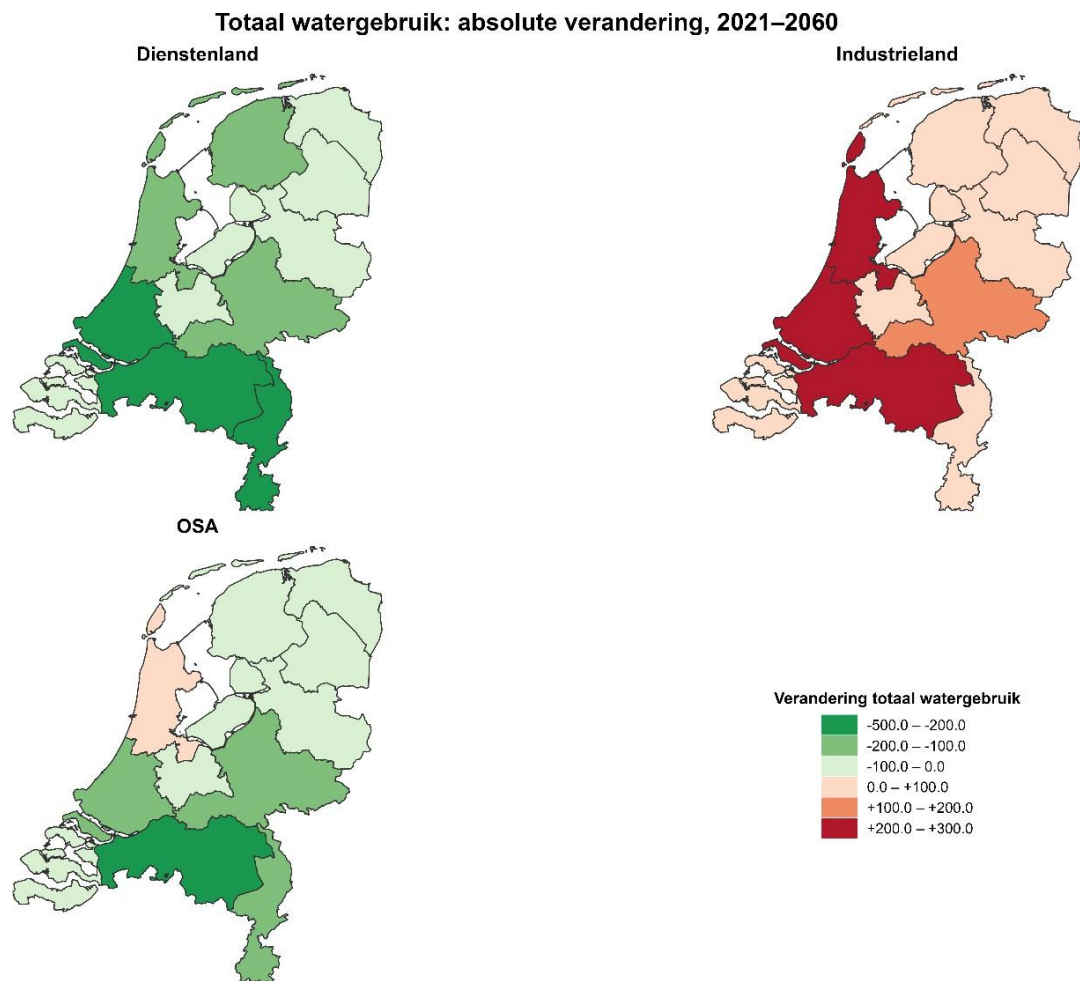 Totaal watergebruik: absolute verandering, 2021–2060
Dienstenland
Industrieland
OSA
Verandering totaal watergebruik
-500.0 – -200.0
-200.0 – -100.0
-100.0 – 0.0
0.0 – +100.0
+100.0 – +200.0
+200.0 – +300.0